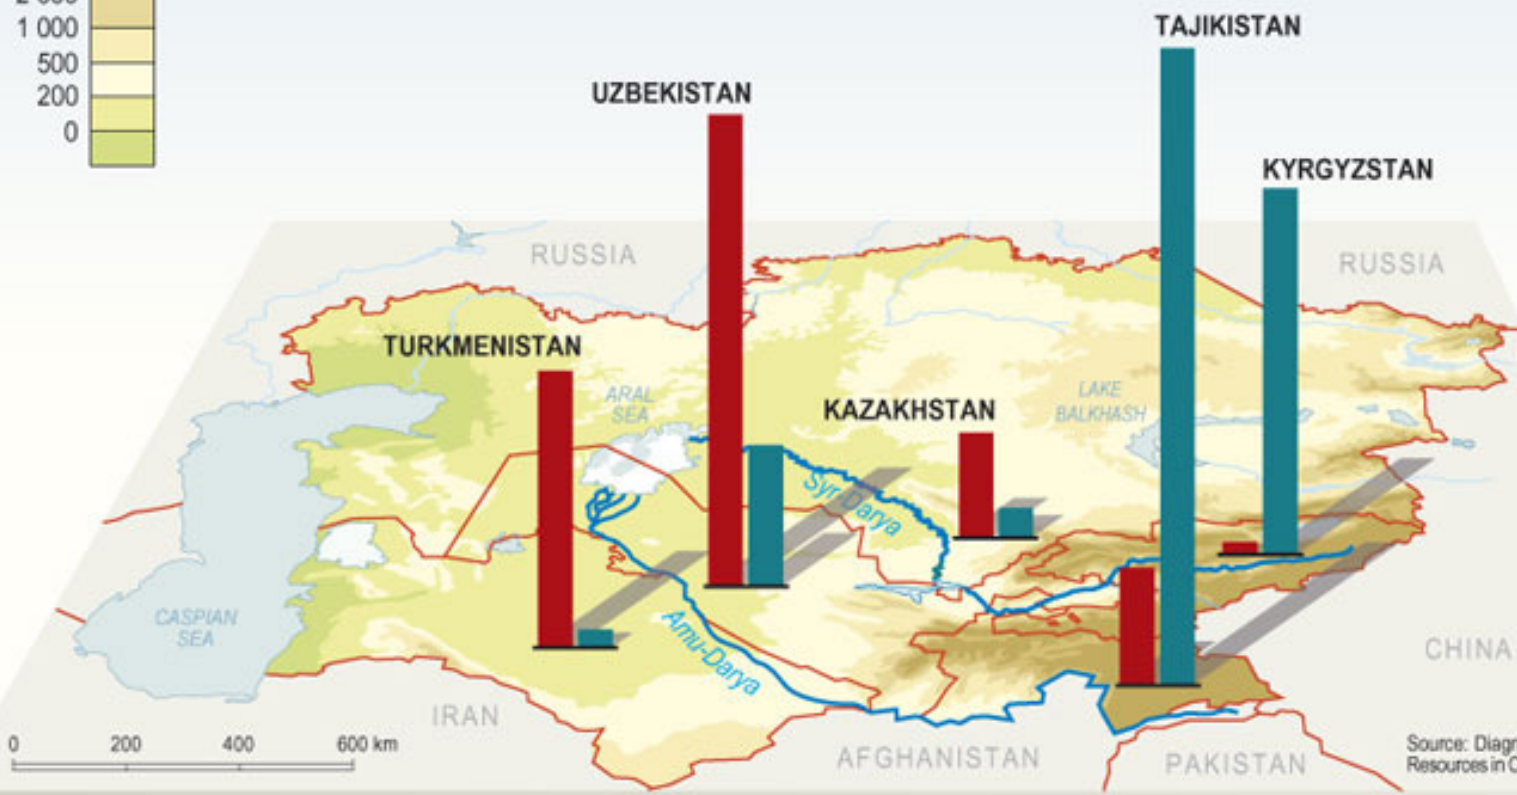 1 000
500
200
0
TAJIKISTAN
UZBEKISTAN
KYRGYZSTAN
RUSSIA
RUSSIA
TURKMENISTAN
ARAL
SEA
KAZAKHSTAN
LAKE
BALKHASH
Syr-Darya
CASPIAN
SEA
Amu-Darya
CHINA
IRAN
AFGHANISTAN
PAKISTAN
0 200 400 600 km
Source: Diagn
Resources in C